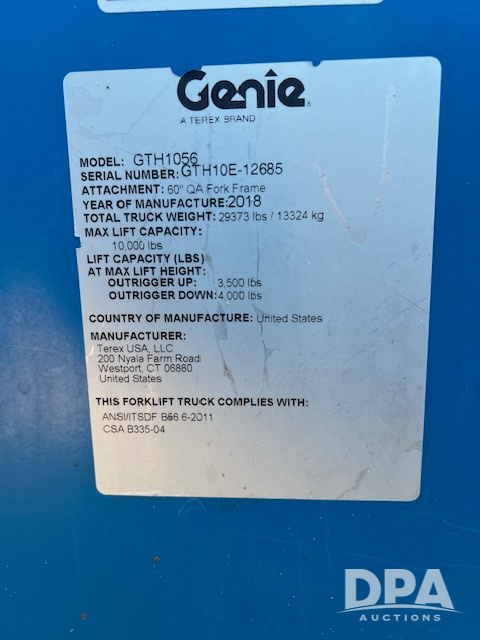 Genie
A TEREX BRAND
MODEL: GTH1056
SERIAL NUMBER: GTH10E-12685
ATTACHMENT: 60" QA Fork Frame
YEAR OF MANUFACTURE: 2018
TOTAL TRUCK WEIGHT: 29373 lbs / 13324 kg
MAX LIFT CAPACITY:
10,000 lbs
LIFT CAPACITY (LBS)
AT MAX LIFT HEIGHT:
OUTRIGGER UP: 3,500 lbs
OUTRIGGER DOWN: 4,000 lbs
COUNTRY OF MANUFACTURE: United States
MANUFACTURER:
Terex USA, LLC
200 Nyala Farm Road
Westport, CT 06880
United States
THIS FORKLIFT TRUCK COMPLIES WITH:
ANSI/ITSDF B56.6-2011
CSA B335-04
DPA
AUCTIONS